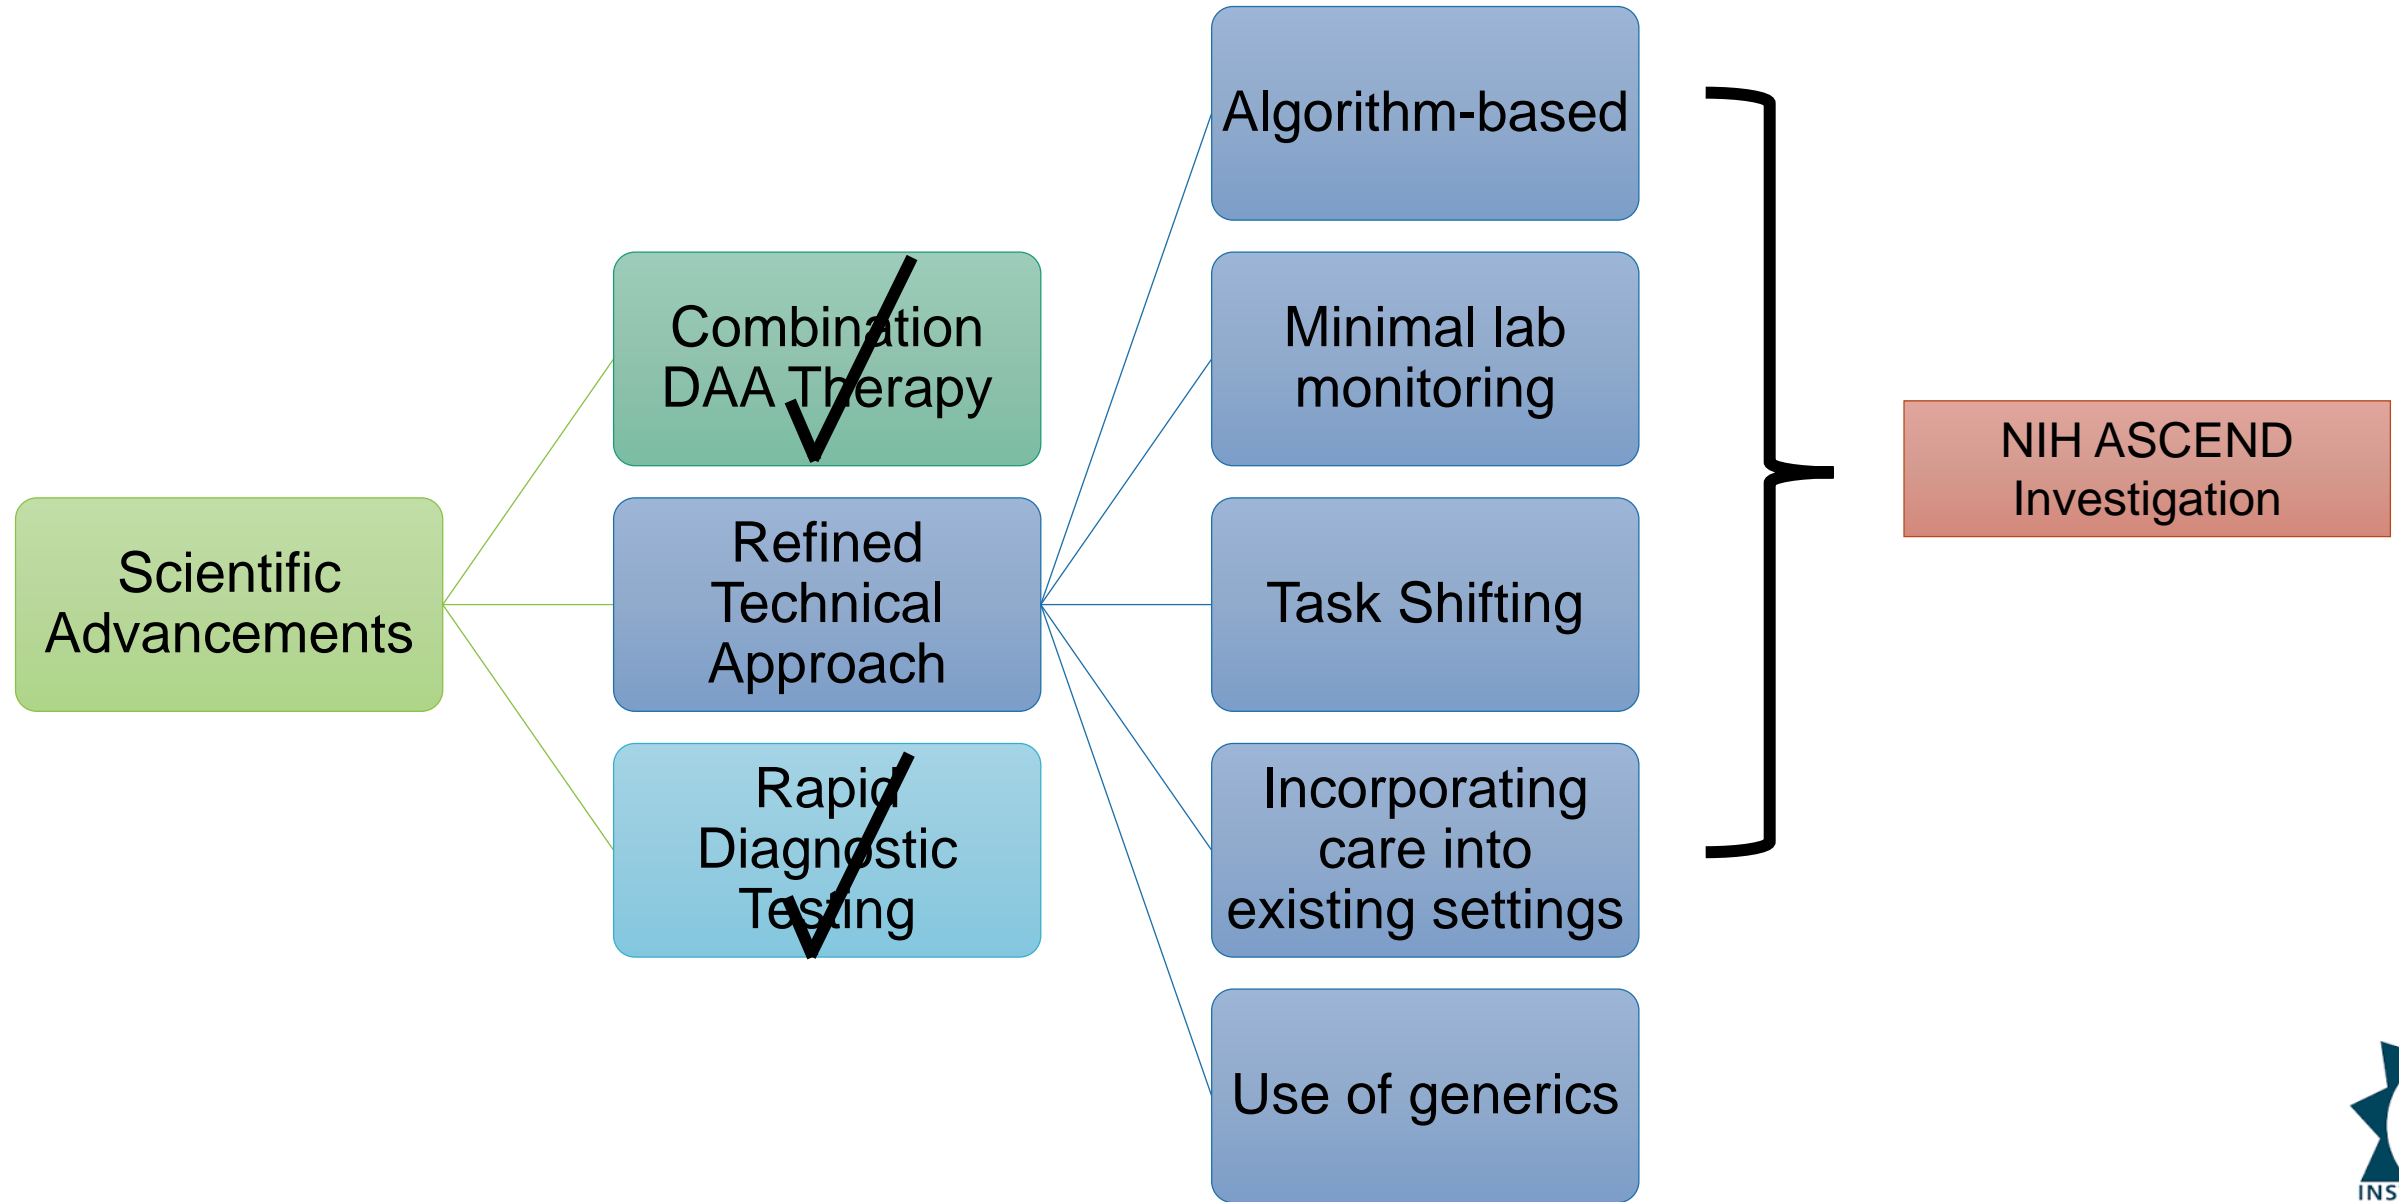 Scientific
Advancements
Combination
DAA Therapy
Refined
Technical
Approach
Rapid
Diagnostic
Testing
Algorithm-based
Minimal lab
monitoring
Task Shifting
Incorporating
care into
existing settings
Use of generics
NIH ASCEND
Investigation